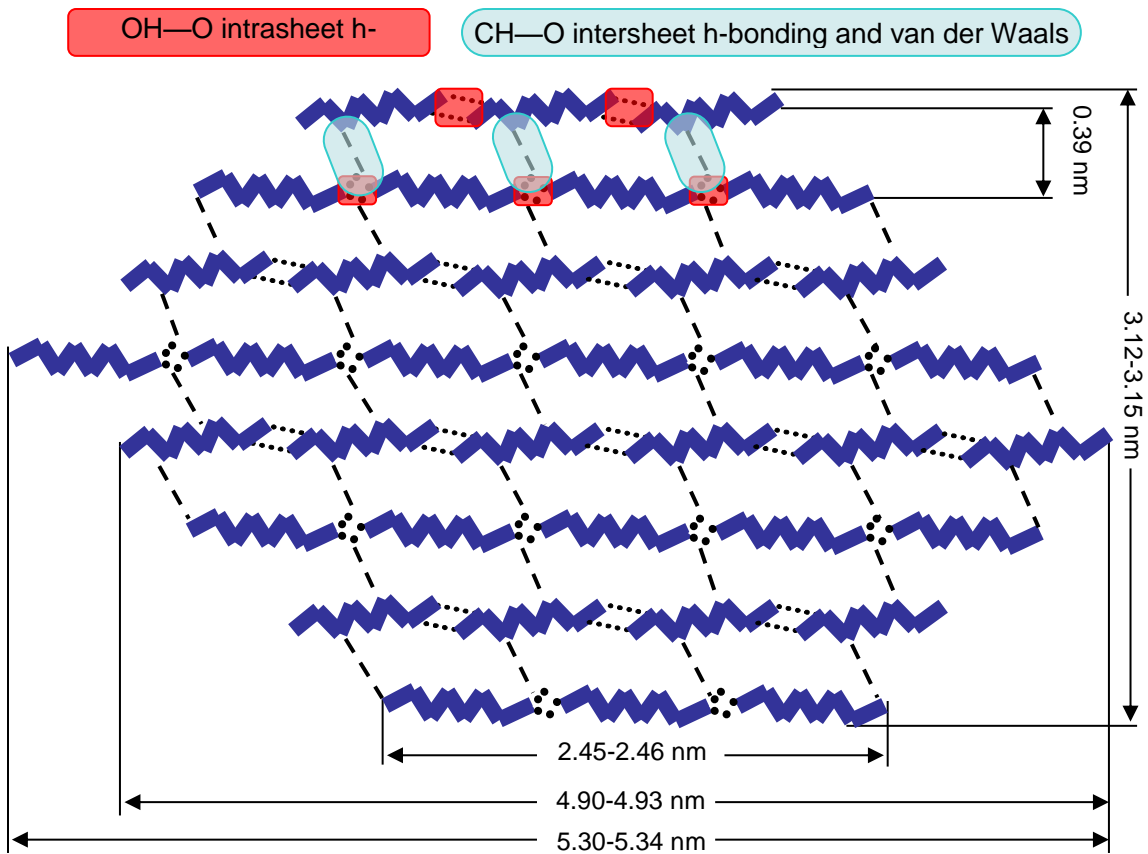 OH—O intrasheet h-
CH—O intersheet h-bonding and van der Waals
0.39 nm
3.12-3.15 nm
2.45-2.46 nm
4.90-4.93 nm
5.30-5.34 nm